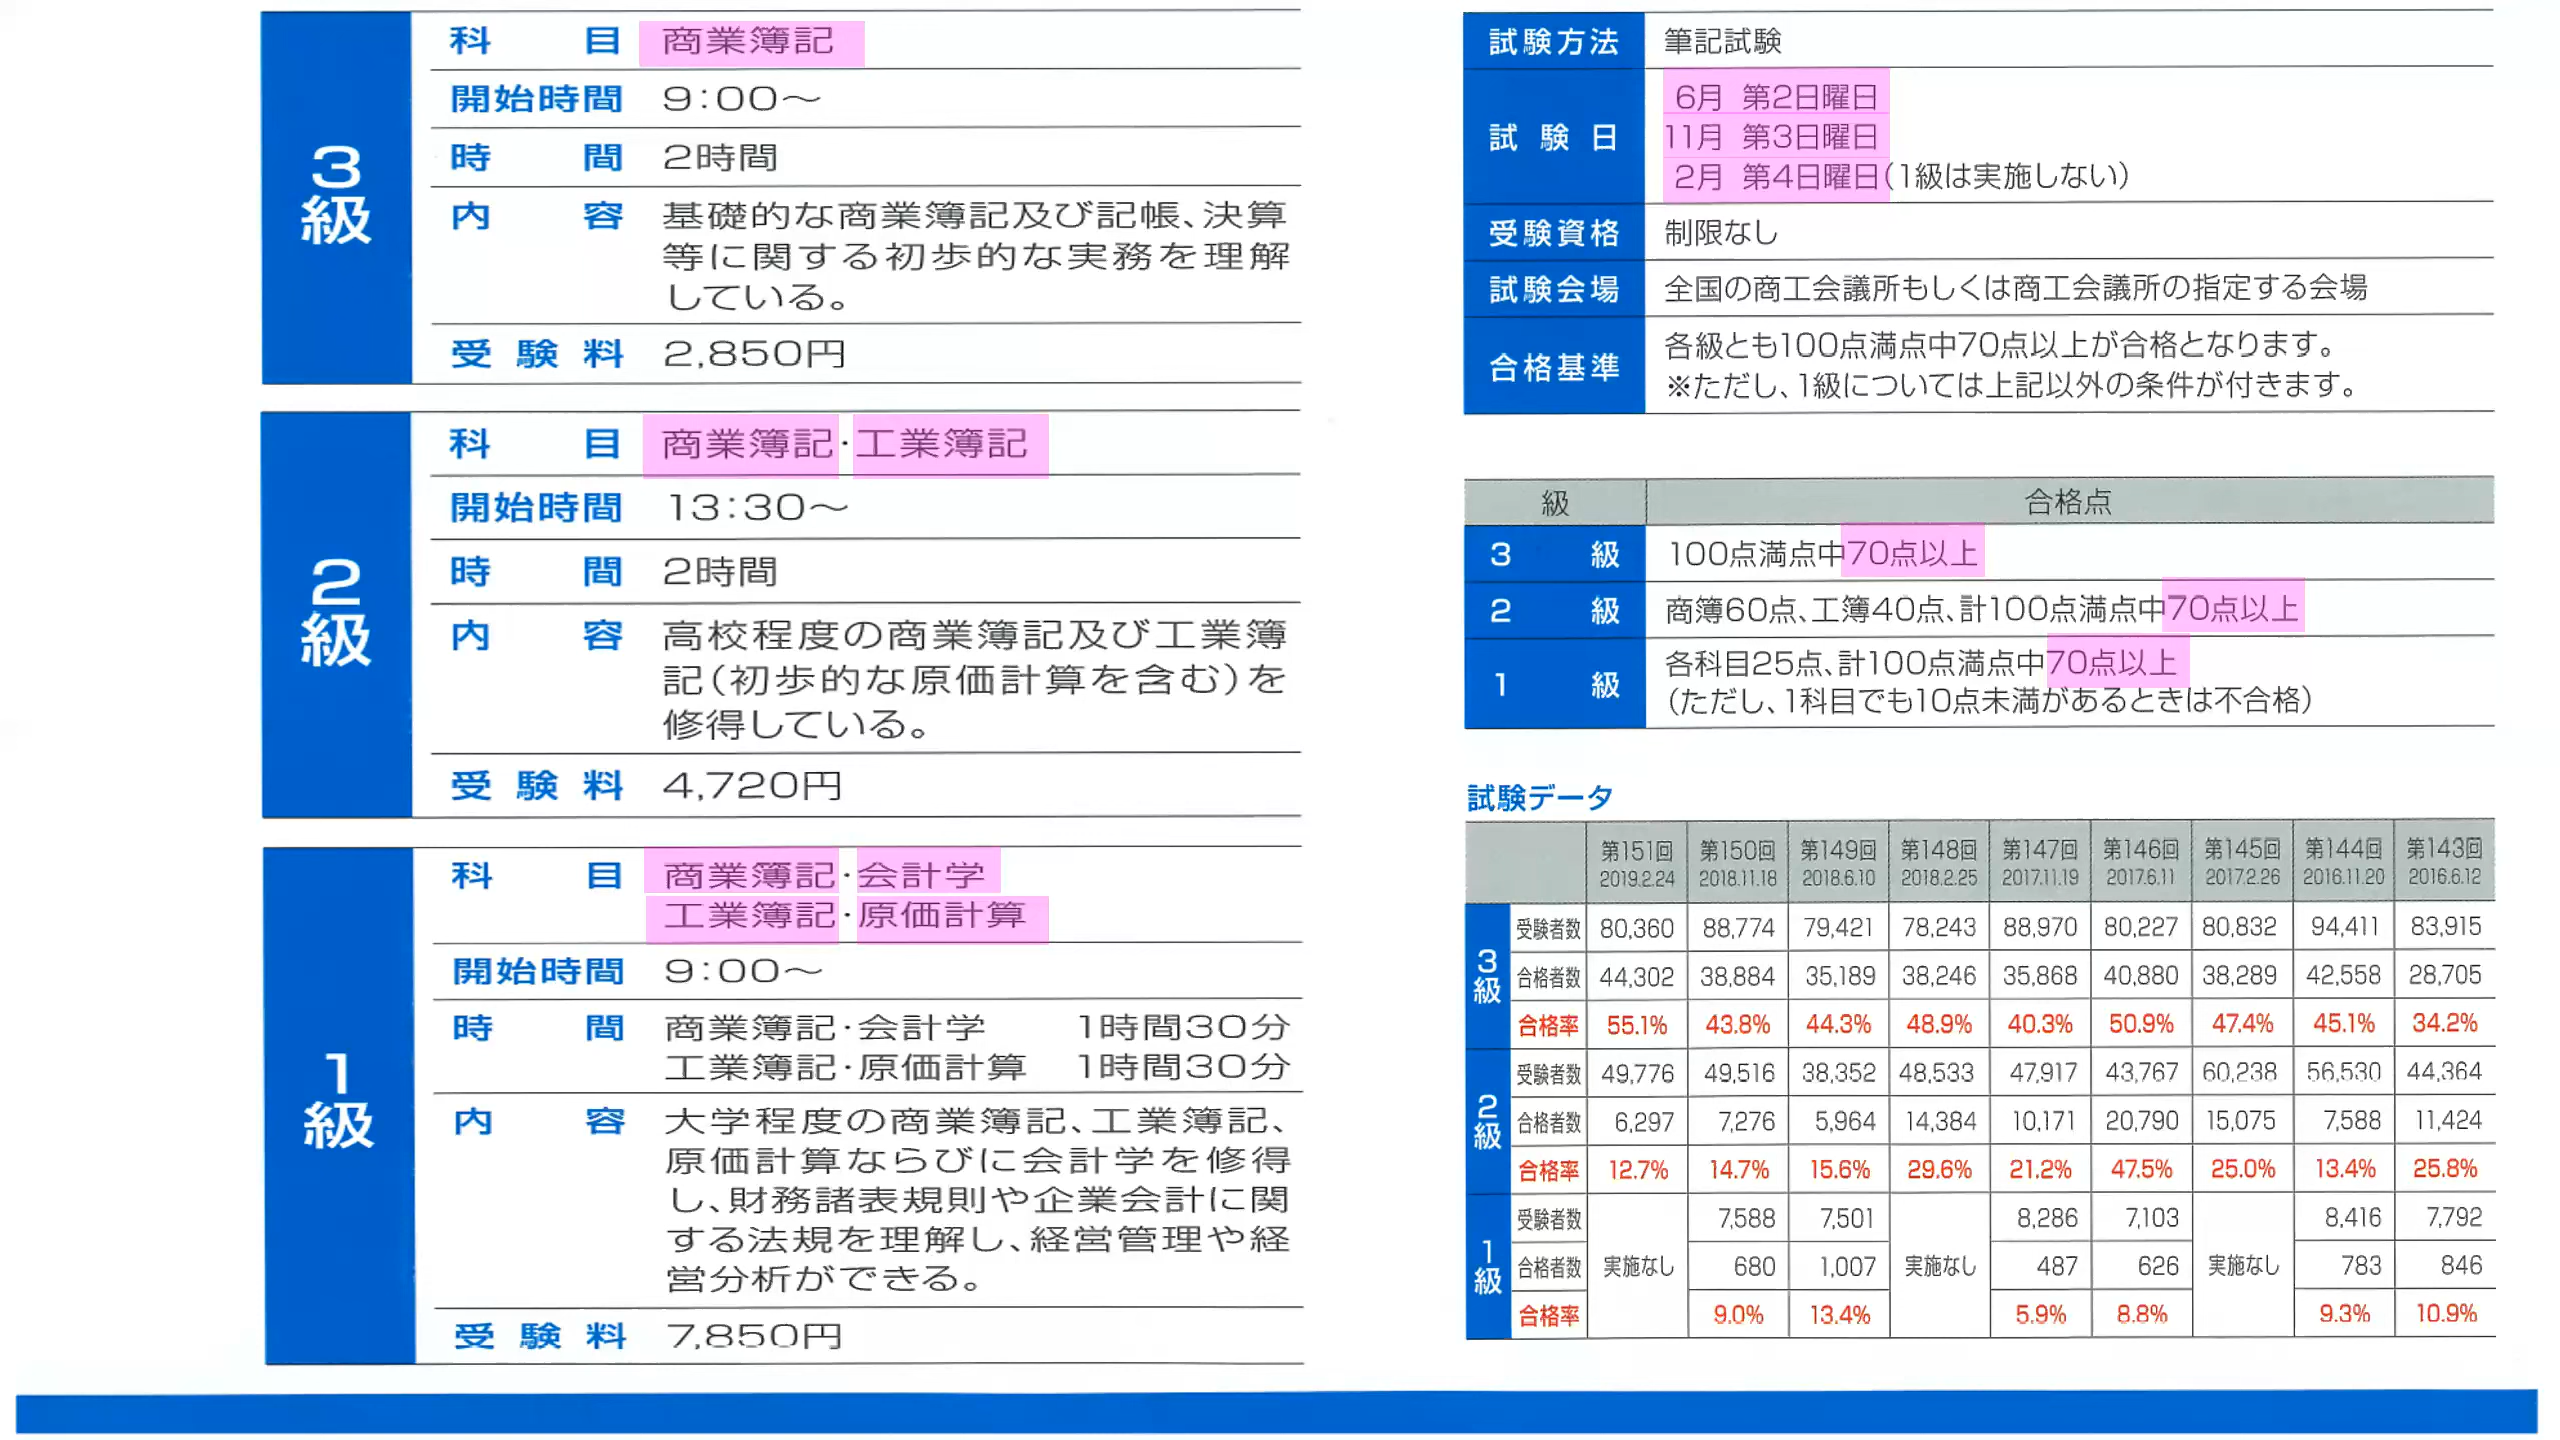 3級
科目 商業簿記
開始時間 9:00～
時間 2時間
内容 基礎的な商業簿記及び記帳、決算
等に関する初歩的な実務を理解
している。
受験料 2,850円
2級
科目 商業簿記・工業簿記
開始時間 13:30～
時間 2時間
内容 高校程度の商業簿記及び工業簿
記(初歩的な原価計算を含む)を
修得している。
受験料 4,720円
1級
科目 商業簿記・会計学
工業簿記・原価計算
開始時間 9:00～
時間 商業簿記・会計学 1時間30分
工業簿記・原価計算 1時間30分
内容 大学程度の商業簿記、工業簿記、
原価計算ならびに会計学を修得
し、財務諸表規則や企業会計に関
する法規を理解し、経営管理や経
営分析ができる。
受験料 7,850円
試験方法 筆記試験
試験日 6月 第2日曜日
11月 第3日曜日
2月 第4日曜日(1級は実施しない)
受験資格 制限なし
試験会場 全国の商工会議所もしくは商工会議所の指定する会場
合格基準 各級とも100点満点中70点以上が合格となります。
※ただし、1級については上記以外の条件が付きます。
級 合格点
3級 100点満点中70点以上
2級 商簿60点、工簿40点、計100点満点中70点以上
1級 各科目25点、計100点満点中70点以上
(ただし、1科目でも10点未満があるときは不合格)
試験データ
第151回 第150回 第149回 第148回 第147回 第146回 第145回 第144回 第143回
2019.2.24 2018.11.18 2018.6.10 2018.2.25 2017.11.19 2017.6.11 2017.2.26 2016.11.20 2016.6.12
3級
受験者数 80,360 88,774 79,421 78,243 88,970 80,227 80,832 94,411 83,915
合格者数 44,302 38,884 35,189 38,246 35,868 40,880 38,289 42,558 28,705
合格率 55.1% 43.8% 44.3% 48.9% 40.3% 50.9% 47.4% 45.1% 34.2%
2級
受験者数 49,776 49,516 38,352 48,533 47,917 43,767 60,238 56,530 44,364
合格者数 6,297 7,276 5,964 14,384 10,171 20,790 15,075 7,588 11,424
合格率 12.7% 14.7% 15.6% 29.6% 21.2% 47.5% 25.0% 13.4% 25.8%
1級
受験者数 7,588 7,501 8,286 7,103 8,416 7,792
合格者数 実施なし 680 1,007 実施なし 487 626 実施なし 783 846
合格率 9.0% 13.4% 5.9% 8.8% 9.3% 10.9%